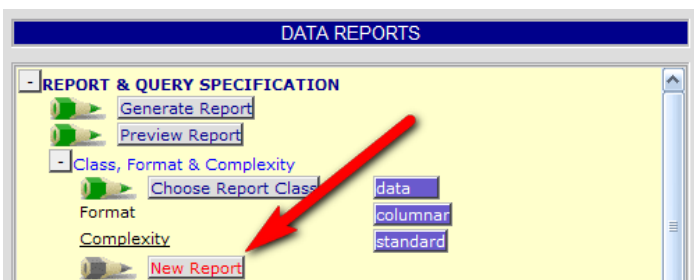 DATA REPORTS
- REPORT & QUERY SPECIFICATION
Generate Report
Preview Report
- Class, Format & Complexity
Choose Report Class data
Format columnar
Complexity standard
New Report